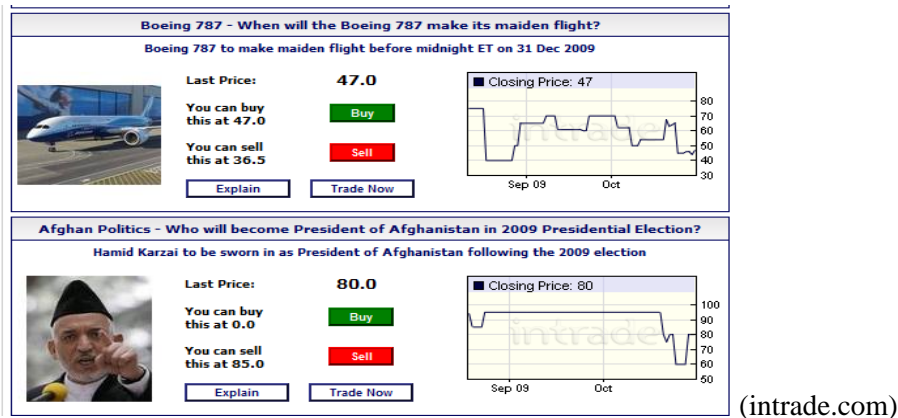 Boeing 787 - When will the Boeing 787 make its maiden flight?
Boeing 787 to make maiden flight before midnight ET on 31 Dec 2009
Last Price: 47.0
You can buy
this at 47.0
Buy
You can sell
this at 36.5
Sell
Explain Trade Now
Closing Price: 47
intrade
80
70
60
50
40
30
Sep 09 Oct
Afghan Politics - Who will become President of Afghanistan in 2009 Presidential Election?
Hamid Karzai to be sworn in as President of Afghanistan following the 2009 election
Last Price: 80.0
You can buy
this at 0.0
Buy
You can sell
this at 85.0
Sell
Explain Trade Now
Closing Price: 80
intrade
100
90
80
70
60
50
Sep 09 Oct
(intrade.com)